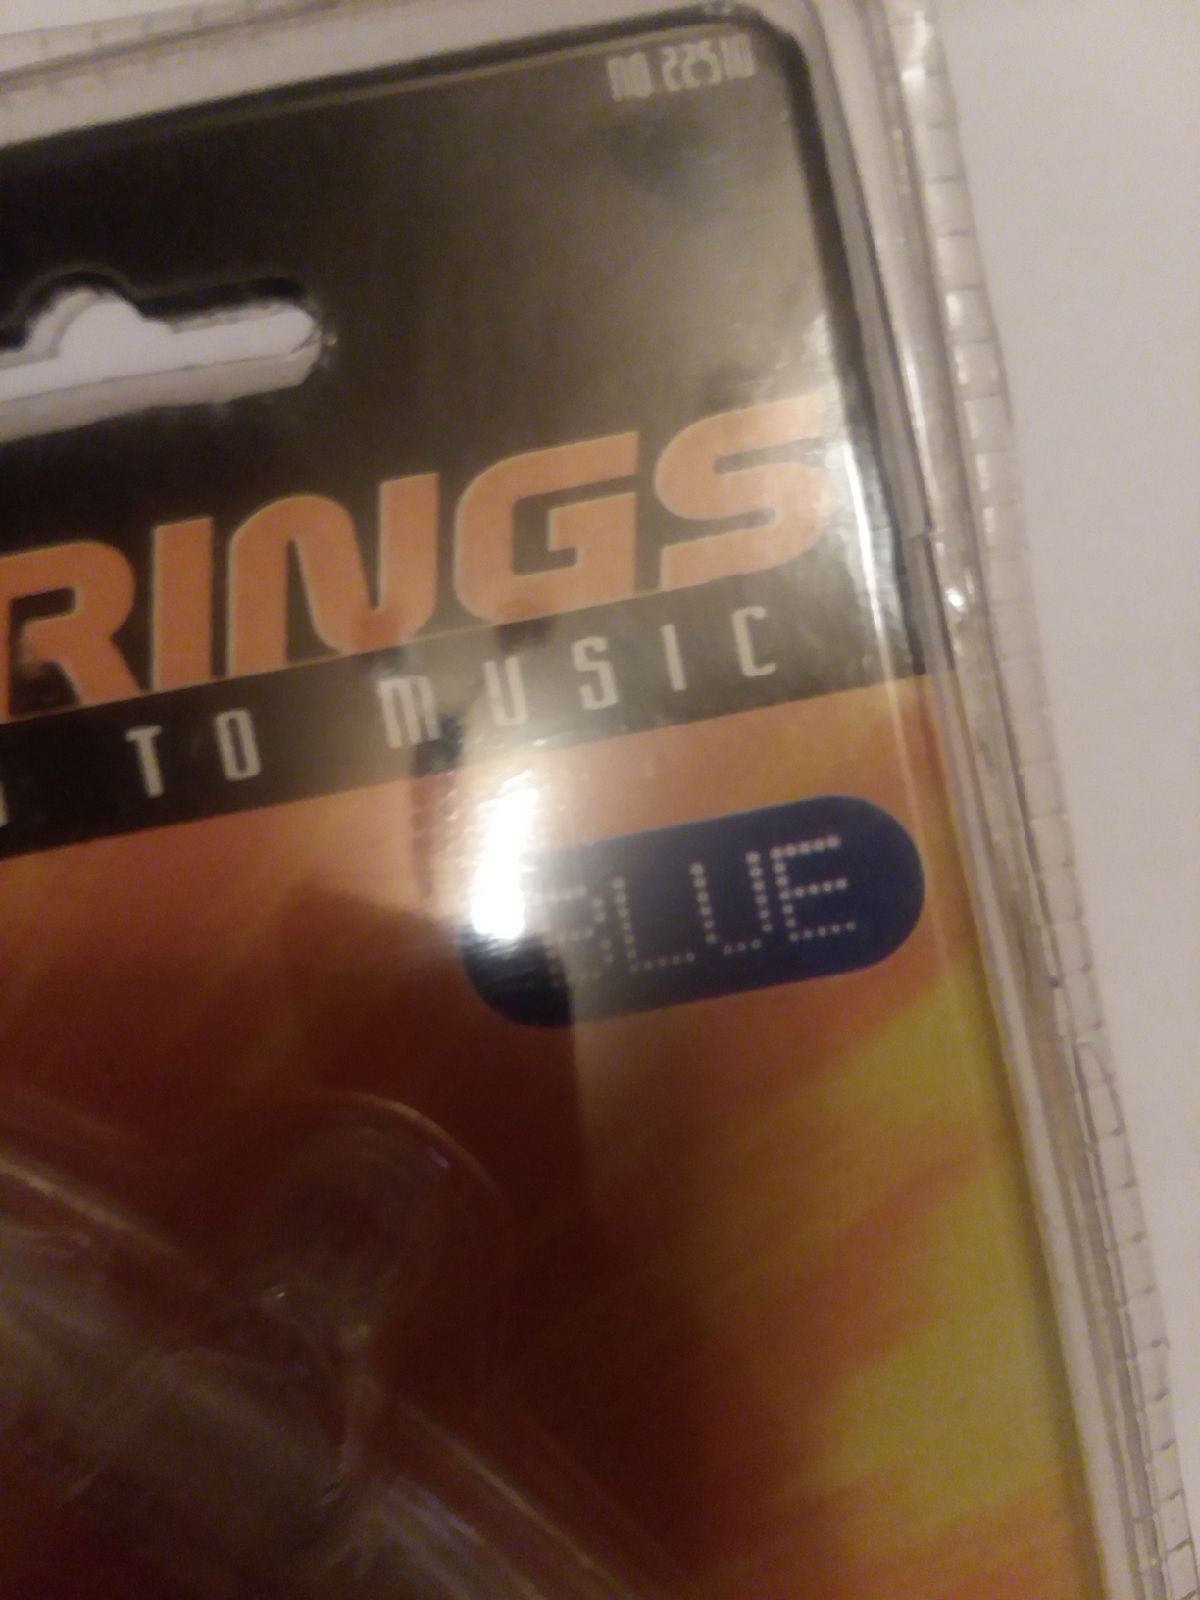 NO.22510
RINGS
TO MUSIC
BLUE